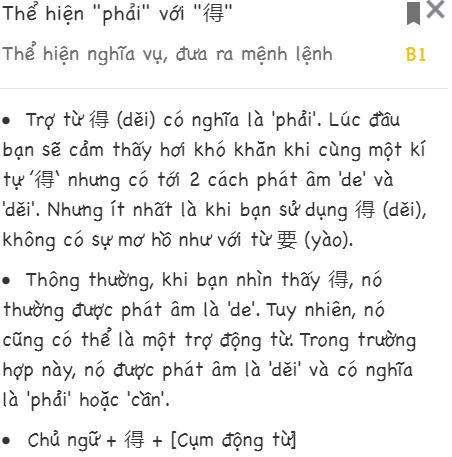 Thể hiện "phải" với "得"
Thể hiện nghĩa vụ, đưa ra mệnh lệnh B1
• Trợ từ 得 (děi) có nghĩa là 'phải'. Lúc đầu
bạn sẽ cảm thấy hơi khó khăn khi cùng một kí
tự ‘得‘ nhưng có tới 2 cách phát âm 'de' và
'děi'. Nhưng ít nhất là khi bạn sử dụng 得 (děi),
không có sự mơ hồ như với từ 要 (yào).
• Thông thường, khi bạn nhìn thấy 得, nó
thường được phát âm là 'de'. Tuy nhiên, nó
cũng có thể là một trợ động từ. Trong trường
hợp này, nó được phát âm là 'děi' và có nghĩa
là 'phải' hoặc 'cần'.
• Chủ ngữ + 得 + [Cụm động từ]